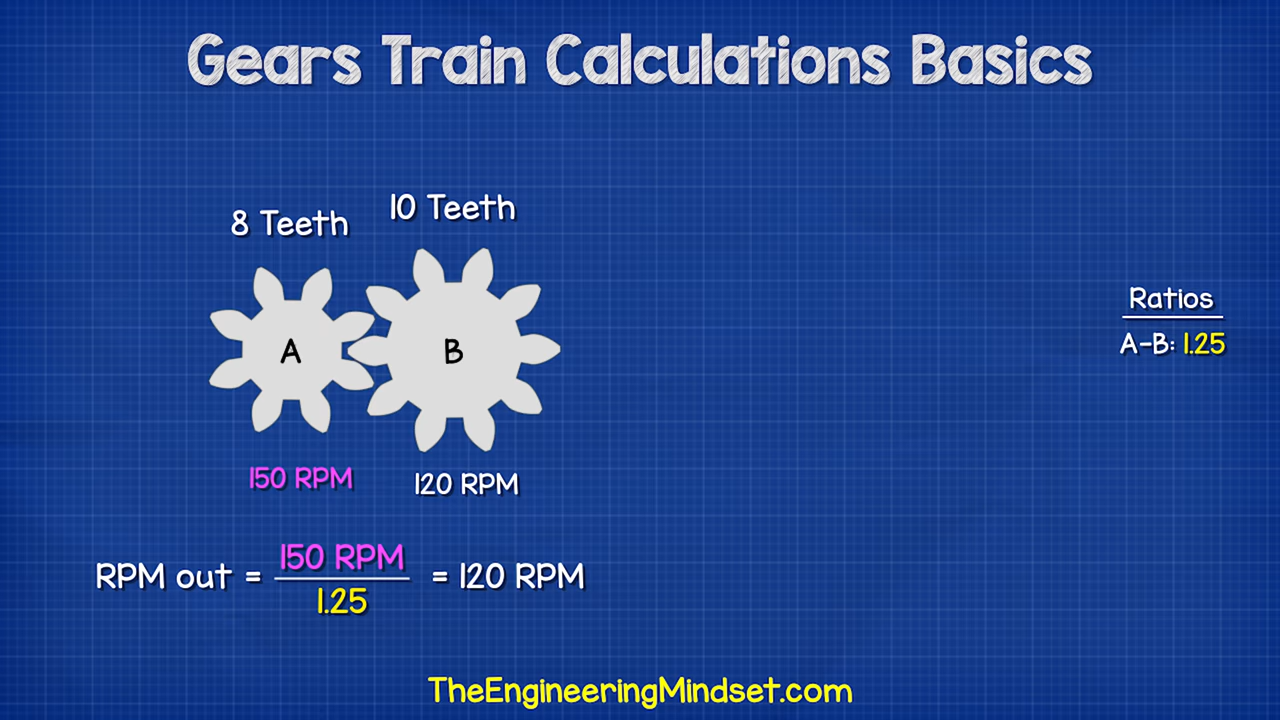 Gears Train Calculations Basics
8 Teeth
10 Teeth
A
B
150 RPM
120 RPM
Ratios
A-B: 1.25
RPM out = 150 RPM / 1.25 = 120 RPM
TheEngineeringMindset.com